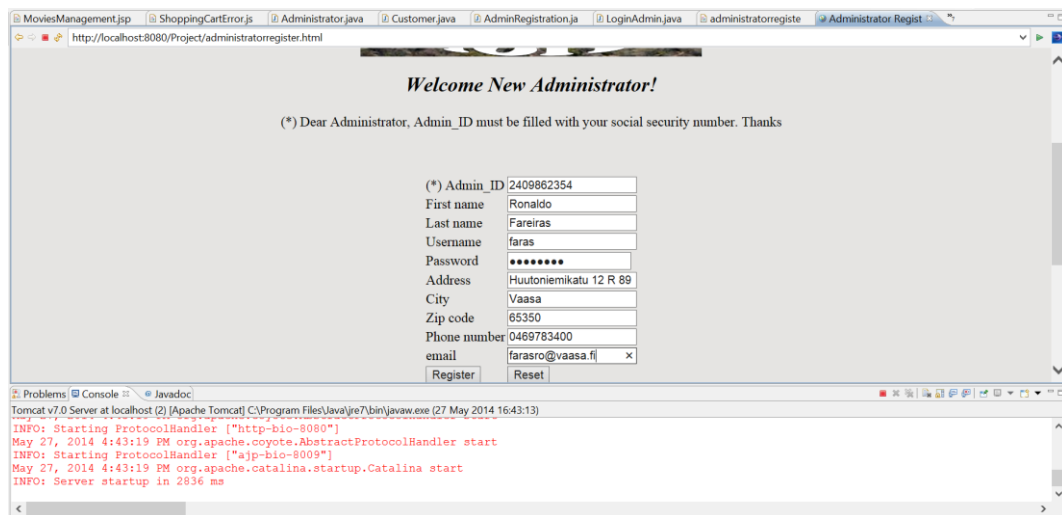 MoviesManagement.jsp ShoppingCartError.js Administrator.java Customer.java AdminRegistration.ja LoginAdmin.java administratorregiste Administrator Regist
http://localhost:8080/Project/administratorregister.html
Welcome New Administrator!
(*) Dear Administrator, Admin_ID must be filled with your social security number. Thanks
(*) Admin_ID 2409862354
First name Ronaldo
Last name Fareiras
Username faras
Password ●●●●●●●●
Address Huutoniemikatu 12 R 89
City Vaasa
Zip code 65350
Phone number 0469783400
email farasro@vaasa.fi
Register Reset
Problems Console Javadoc
Tomcat v7.0 Server at localhost (2) [Apache Tomcat] C:\Program Files\Java\jre7\bin\javaw.exe (27 May 2014 16:43:13)
INFO: Starting ProtocolHandler ["http-bio-8080"]
May 27, 2014 4:43:19 PM org.apache.coyote.AbstractProtocolHandler start
INFO: Starting ProtocolHandler ["ajp-bio-8009"]
May 27, 2014 4:43:19 PM org.apache.catalina.startup.Catalina start
INFO: Server startup in 2836 ms